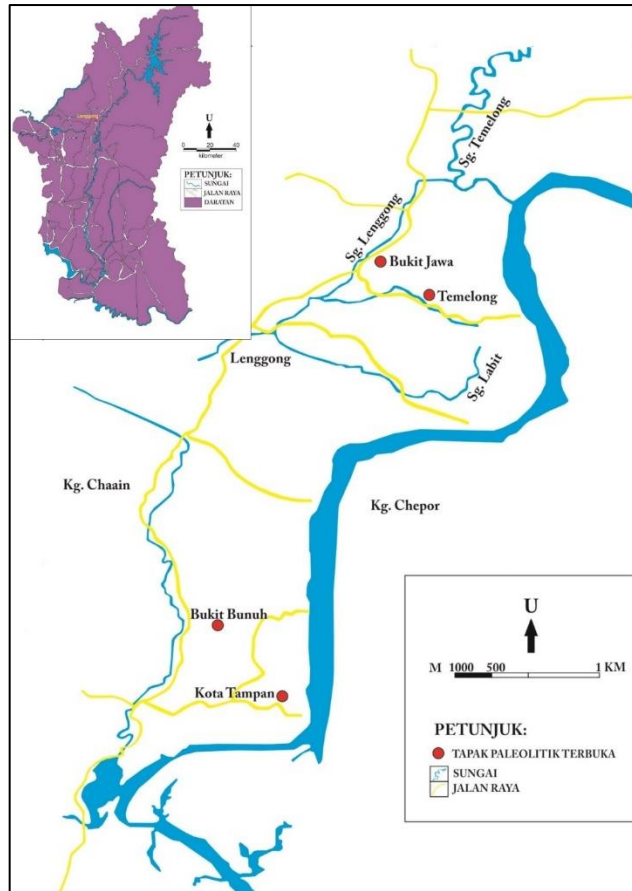 Lenggong
U
0 20 40
kilometer
PETUNJUK:
SUNGAI
JALAN RAYA
DARATAN
Sg. Temelong
Sg. Lenggong
Bukit Jawa
Temelong
Lenggong
Sg. Labit
Kg. Chaain
Kg. Chepor
Bukit Bunuh
Kota Tampan
U
M 1000 500 1 KM
PETUNJUK:
TAPAK PALEOLITIK TERBUKA
SUNGAI
JALAN RAYA